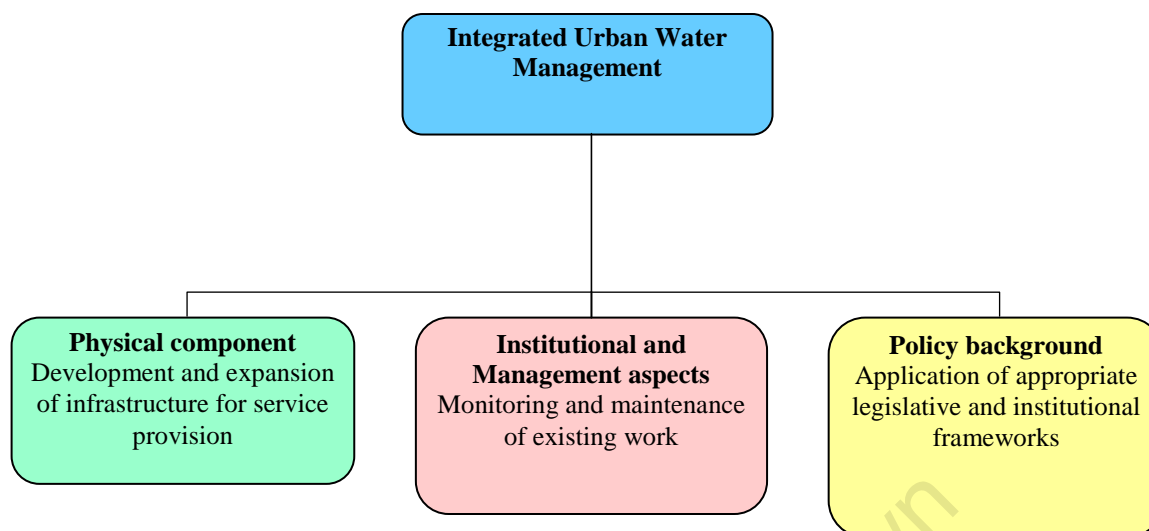 Integrated Urban Water
Management
Physical component
Development and expansion
of infrastructure for service
provision
Institutional and
Management aspects
Monitoring and maintenance
of existing work
Policy background
Application of appropriate
legislative and institutional
frameworks
wn